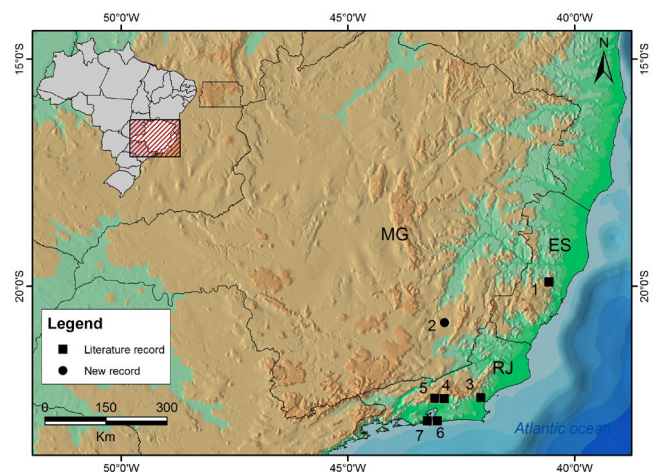 50°0'W 45°0'W 40°0'W
15°0'S
N
15°0'S
MG
ES
1
20°0'S
20°0'S
2
Legend
Literature record
New record
RJ
5 4 3
0 150 300
Km
7 6
Atlantic ocean
50°0'W 45°0'W 40°0'W